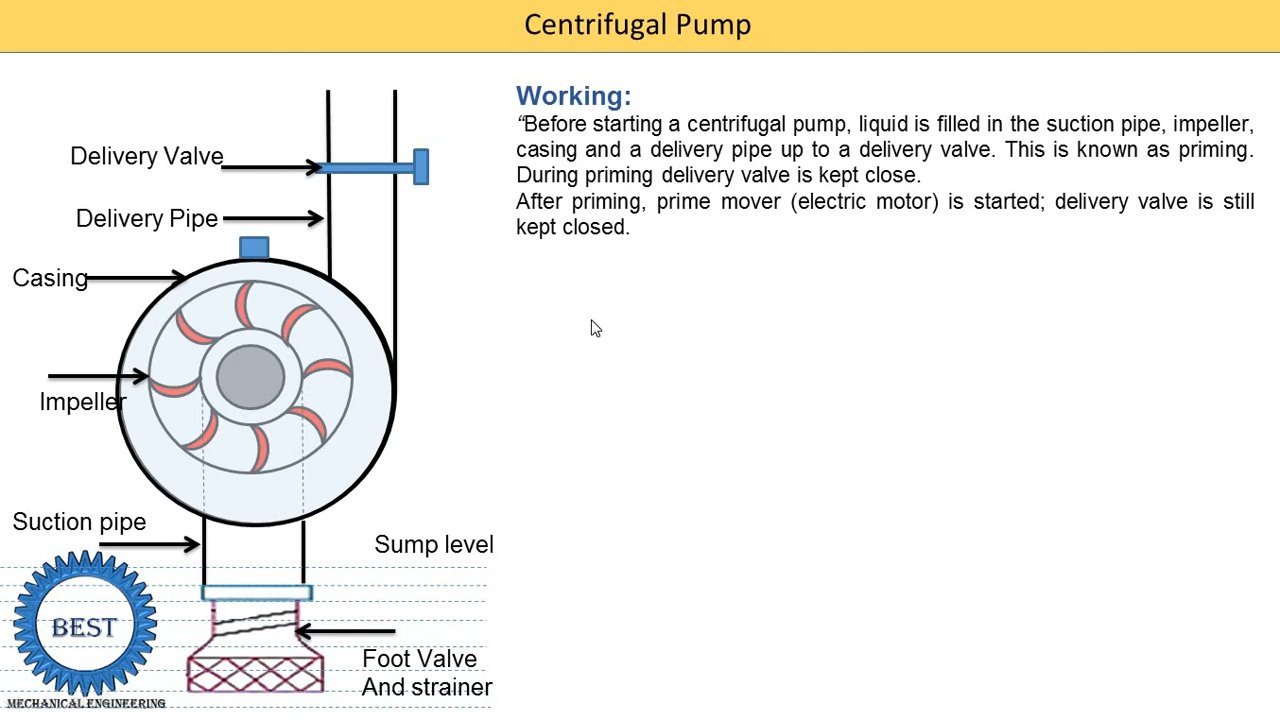 Centrifugal Pump
Working:
“Before starting a centrifugal pump, liquid is filled in the suction pipe, impeller,
casing and a delivery pipe up to a delivery valve. This is known as priming.
During priming delivery valve is kept close.
After priming, prime mover (electric motor) is started; delivery valve is still
kept closed.
Delivery Valve
Delivery Pipe
Casing
Impeller
Suction pipe
Sump level
Foot Valve
And strainer
BEST
MECHANICAL ENGINEERING